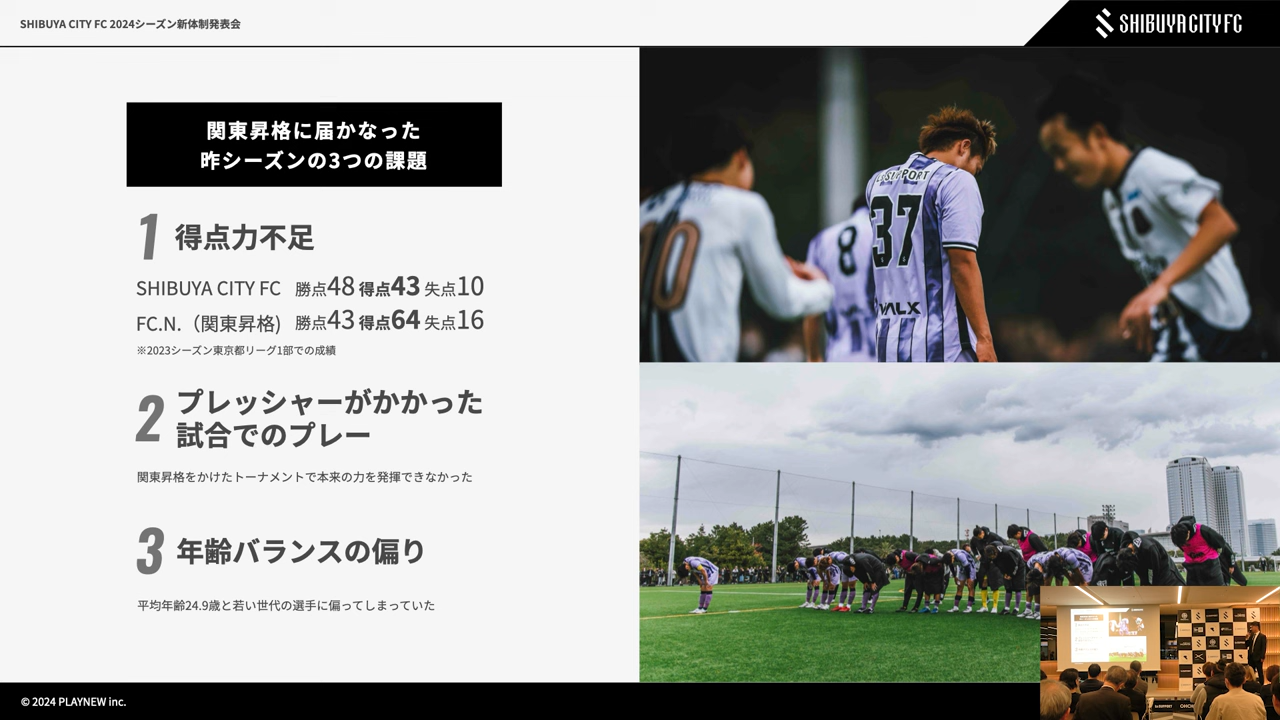 SHIBUYA CITY FC 2024シーズン新体制発表会
SHIBUYA CITY FC
関東昇格に届かなった
昨シーズンの3つの課題
1 得点力不足
SHIBUYA CITY FC 勝点48 得点43 失点10
FC.N.（関東昇格) 勝点43 得点64 失点16
※2023シーズン東京都リーグ1部での成績
2 プレッシャーがかかった
試合でのプレー
関東昇格をかけたトーナメントで本来の力を発揮できなかった
3 年齢バランスの偏り
平均年齢24.9歳と若い世代の選手に偏ってしまっていた
10
8
37
© 2024 PLAYNEW inc.